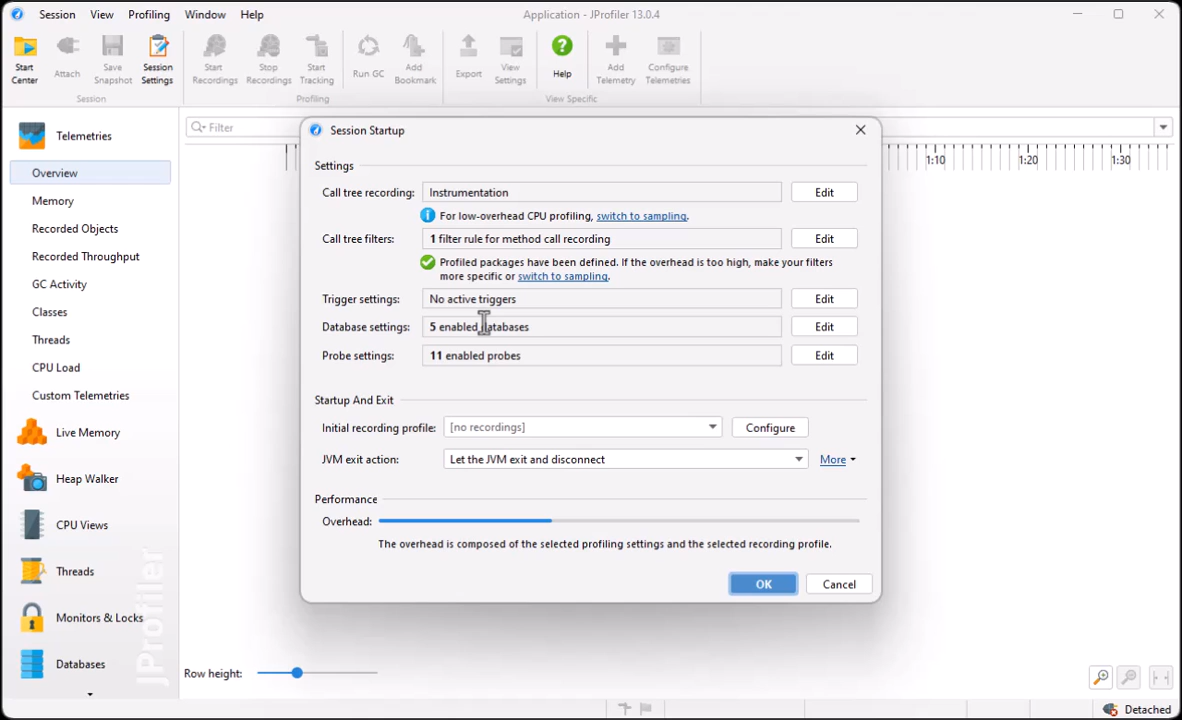 Session View Profiling Window Help
Application - JProfiler 13.0.4
Start Center
Attach
Save Snapshot
Session Settings
Start Recordings
Stop Recordings
Start Tracking
Run GC
Add Bookmark
Export
View Settings
Help
Add Telemetry
Configure Telemetries
Session
Profiling
View Specific
Telemetries
Overview
Memory
Recorded Objects
Recorded Throughput
GC Activity
Classes
Threads
CPU Load
Custom Telemetries
Live Memory
Heap Walker
CPU Views
Threads
Monitors & Locks
Databases
JProfiler
Filter
1:10 1:20 1:30
Session Startup
Settings
Call tree recording: Instrumentation Edit
For low-overhead CPU profiling, switch to sampling.
Call tree filters: 1 filter rule for method call recording Edit
Profiled packages have been defined. If the overhead is too high, make your filters
more specific or switch to sampling.
Trigger settings: No active triggers Edit
Database settings: 5 enabled databases Edit
Probe settings: 11 enabled probes Edit
Startup And Exit
Initial recording profile: [no recordings] Configure
JVM exit action: Let the JVM exit and disconnect More
Performance
Overhead:
The overhead is composed of the selected profiling settings and the selected recording profile.
OK Cancel
Row height:
Detached